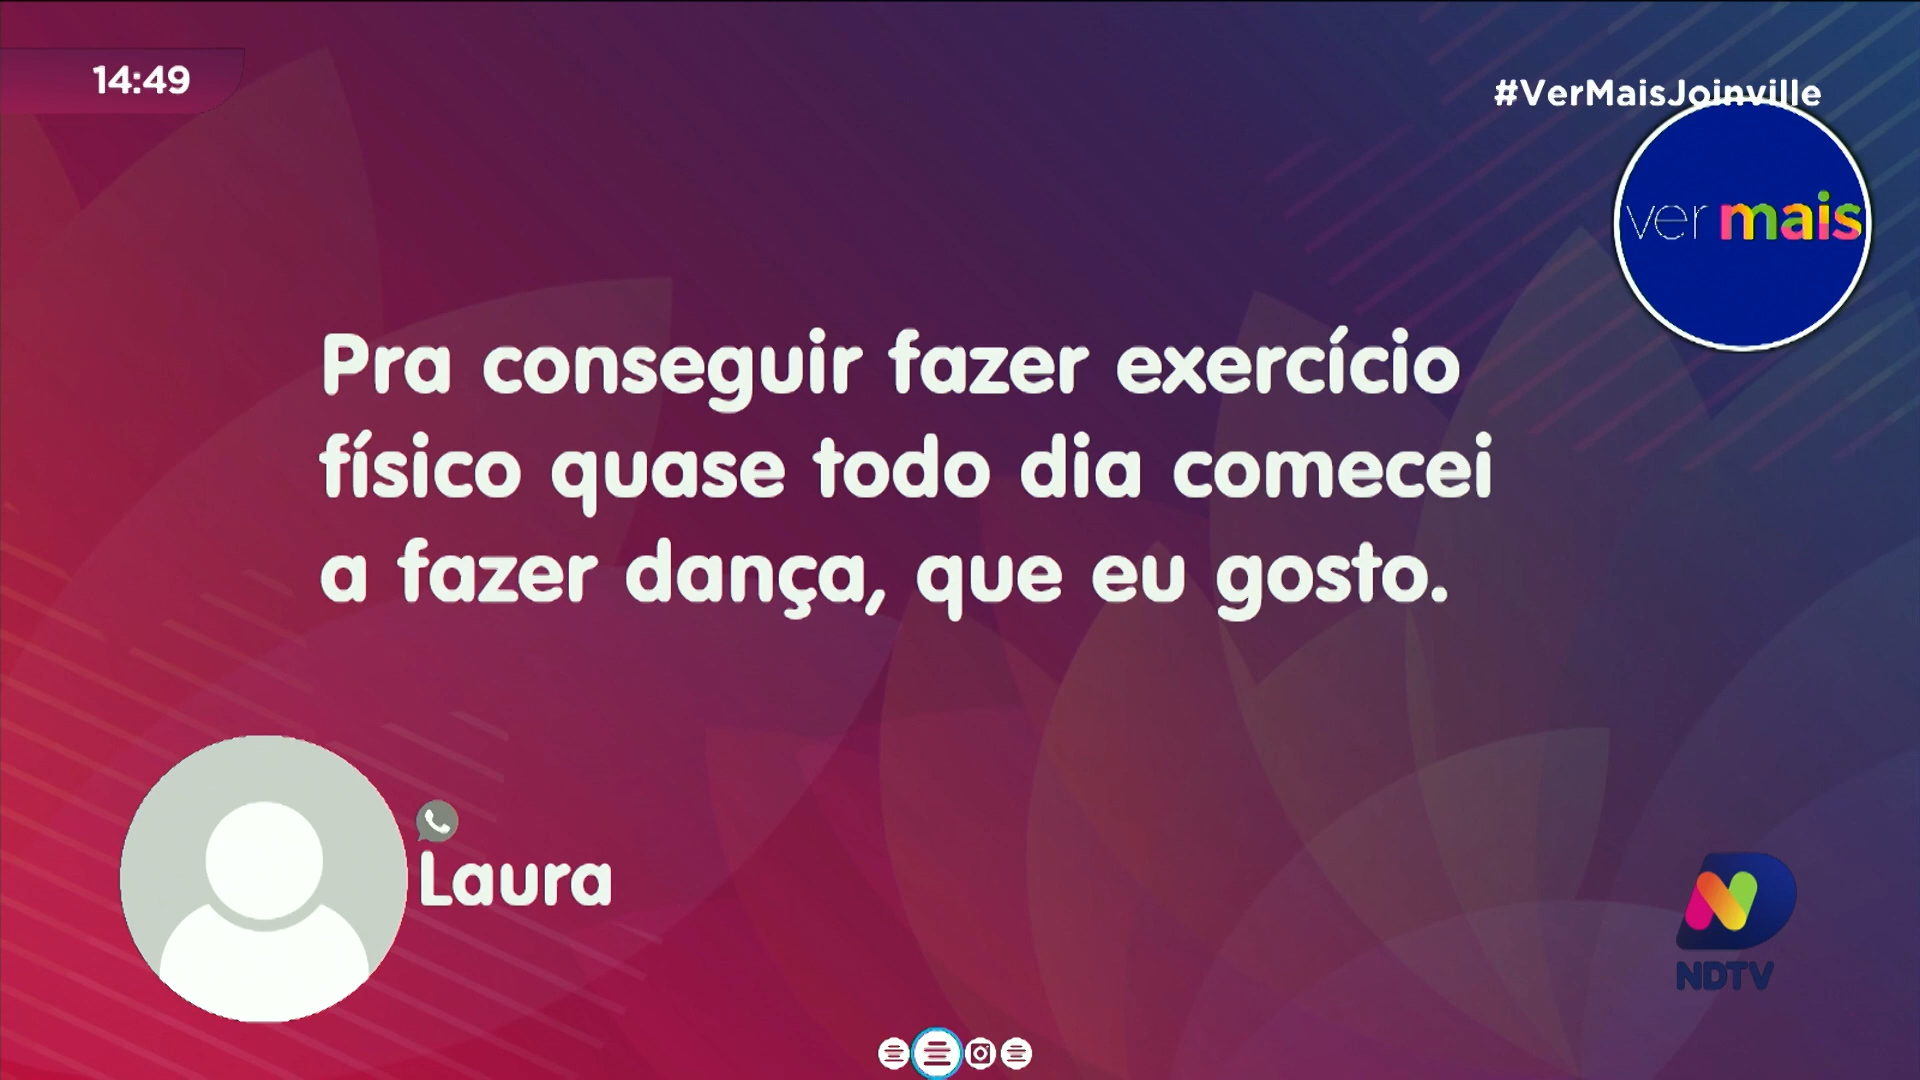 14:49
#VerMaisJoinville
ver mais
Pra conseguir fazer exercício
físico quase todo dia comecei
a fazer dança, que eu gosto.
Laura
NDTV